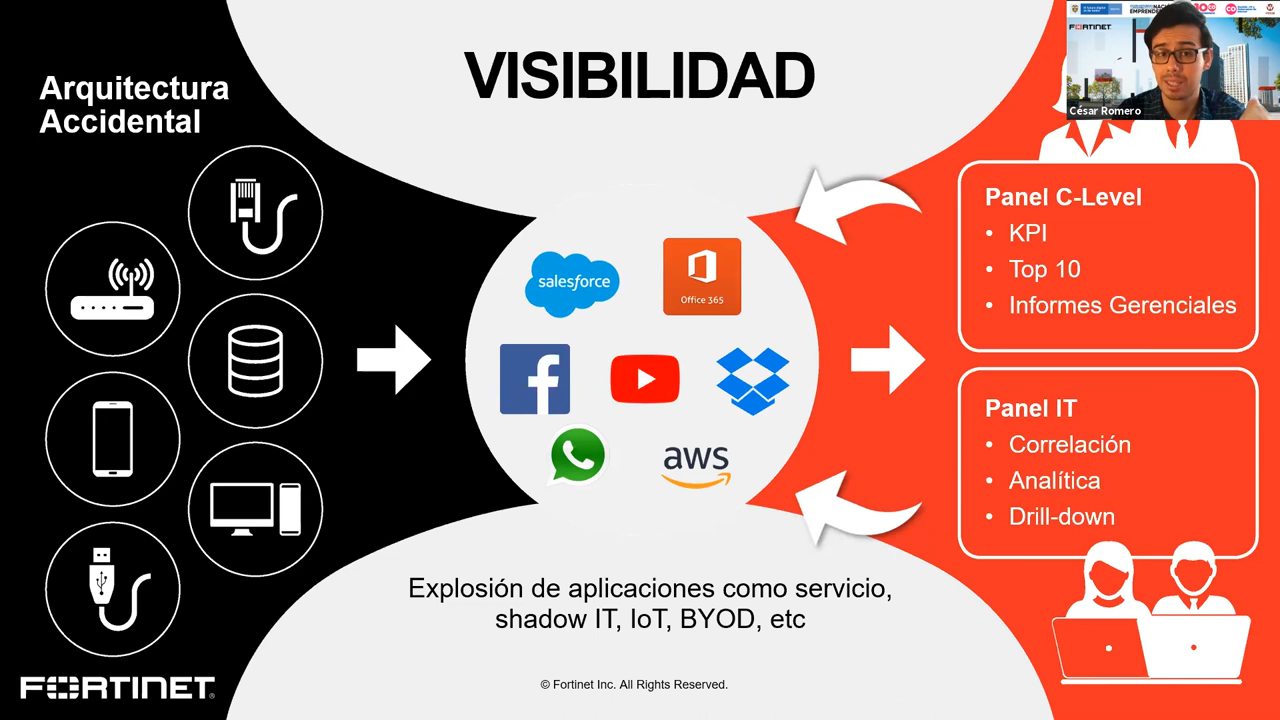 VISIBILIDAD
Arquitectura
Accidental
FORTINET
César Romero
salesforce
Office 365
aws
Panel C-Level
• KPI
• Top 10
• Informes Gerenciales
Panel IT
• Correlación
• Analítica
• Drill-down
Explosión de aplicaciones como servicio,
shadow IT, IoT, BYOD, etc
FORTINET®
© Fortinet Inc. All Rights Reserved.